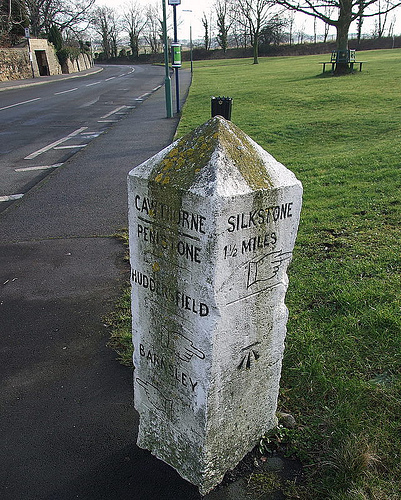 CAWTHORNE
PENISTONE
HUDDERSFIELD
BARNSLEY
SILKSTONE
1½ MILES